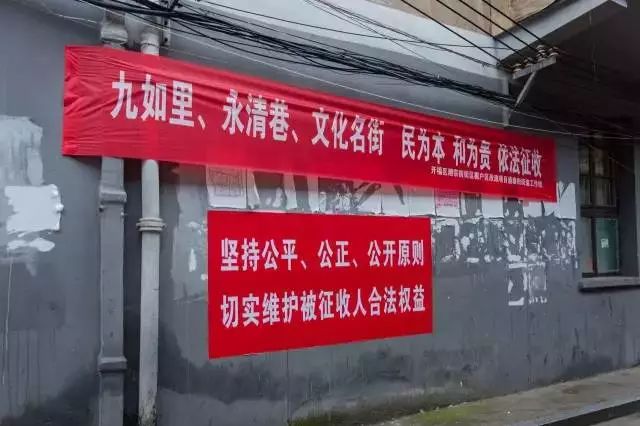 九如里、永清巷、文化名街 民为本 和为贵 依法征收
坚持公平、公正、公开原则
切实维护被征收人合法权益